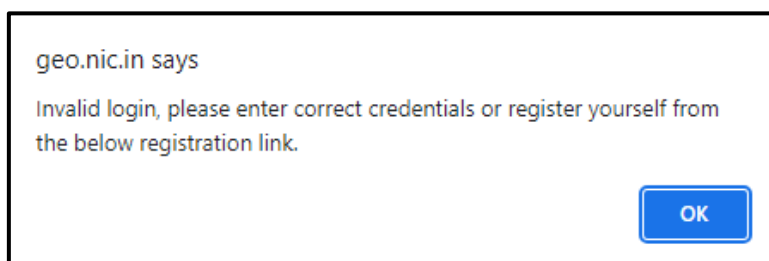 geo.nic.in says
Invalid login, please enter correct credentials or register yourself from
the below registration link.
OK